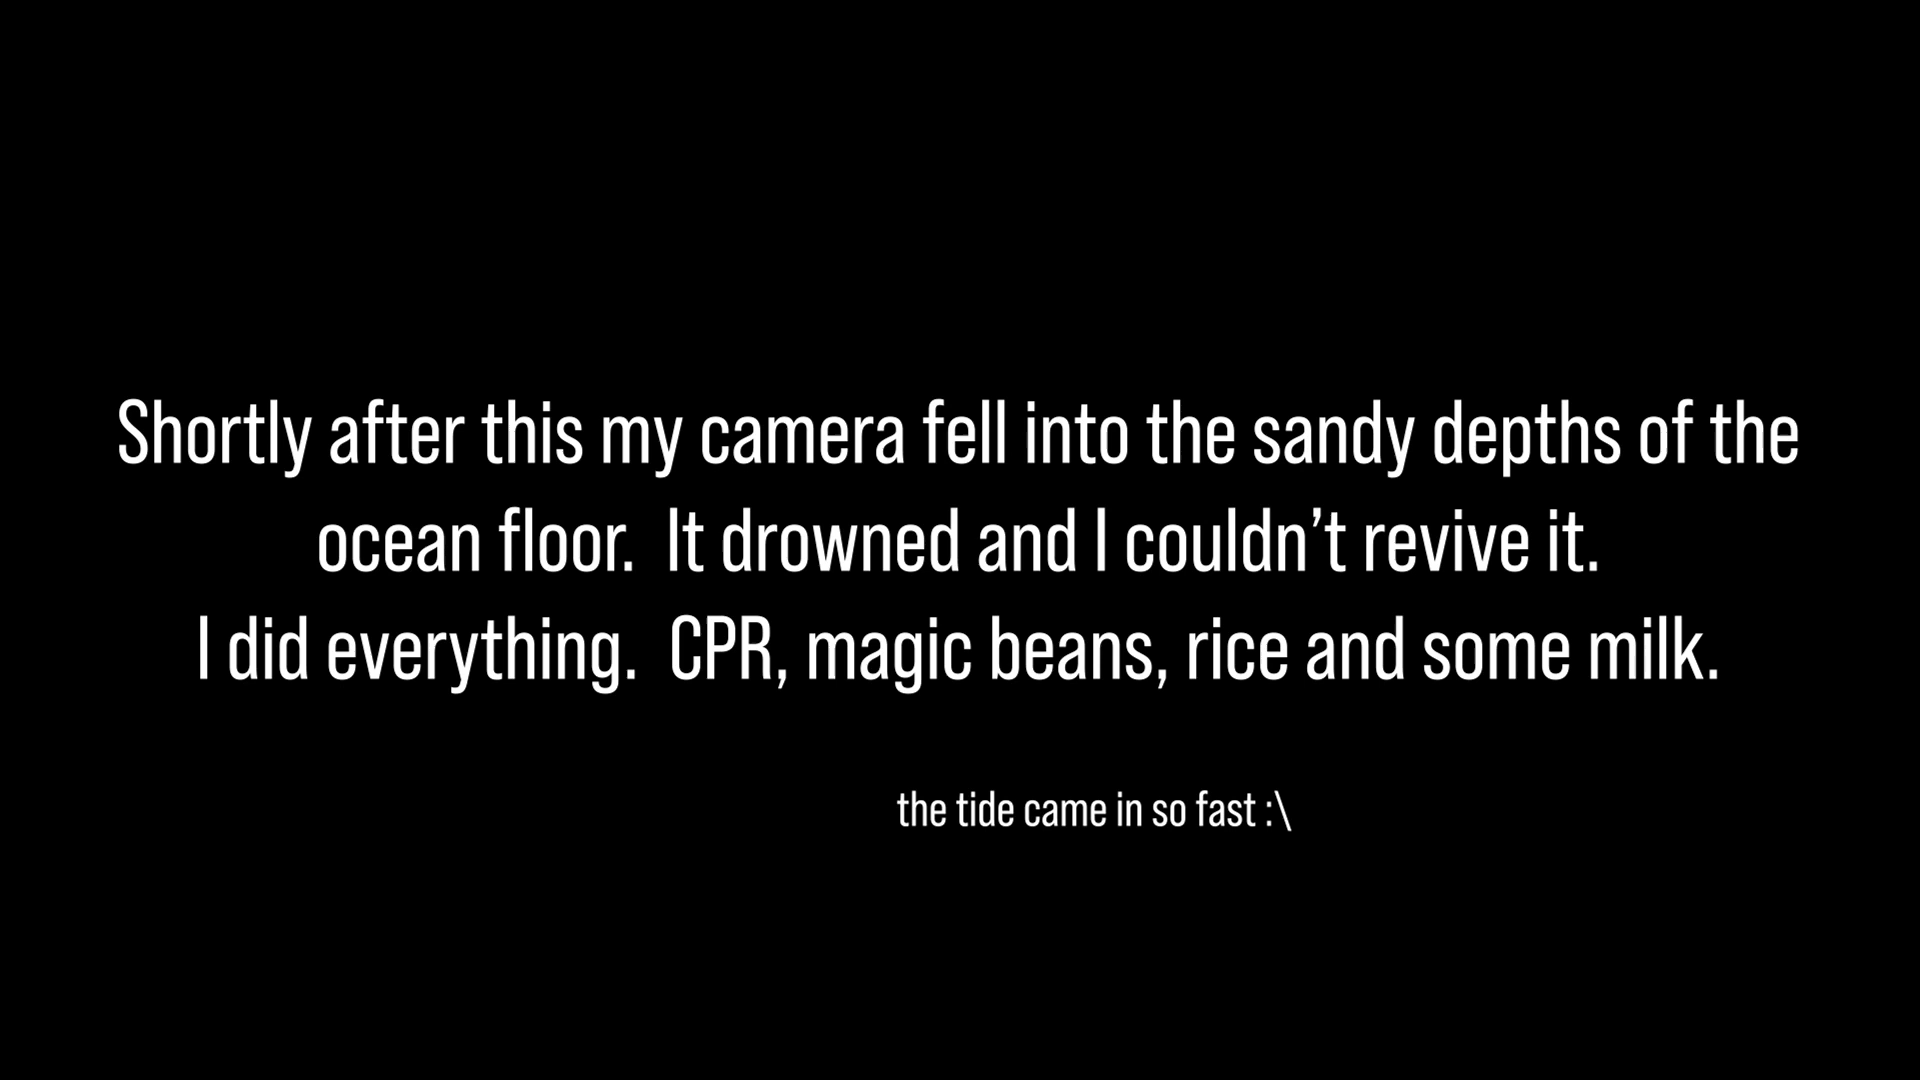 Shortly after this my camera fell into the sandy depths of the
ocean floor.  It drowned and I couldn’t revive it.
I did everything.  CPR, magic beans, rice and some milk.
the tide came in so fast :\